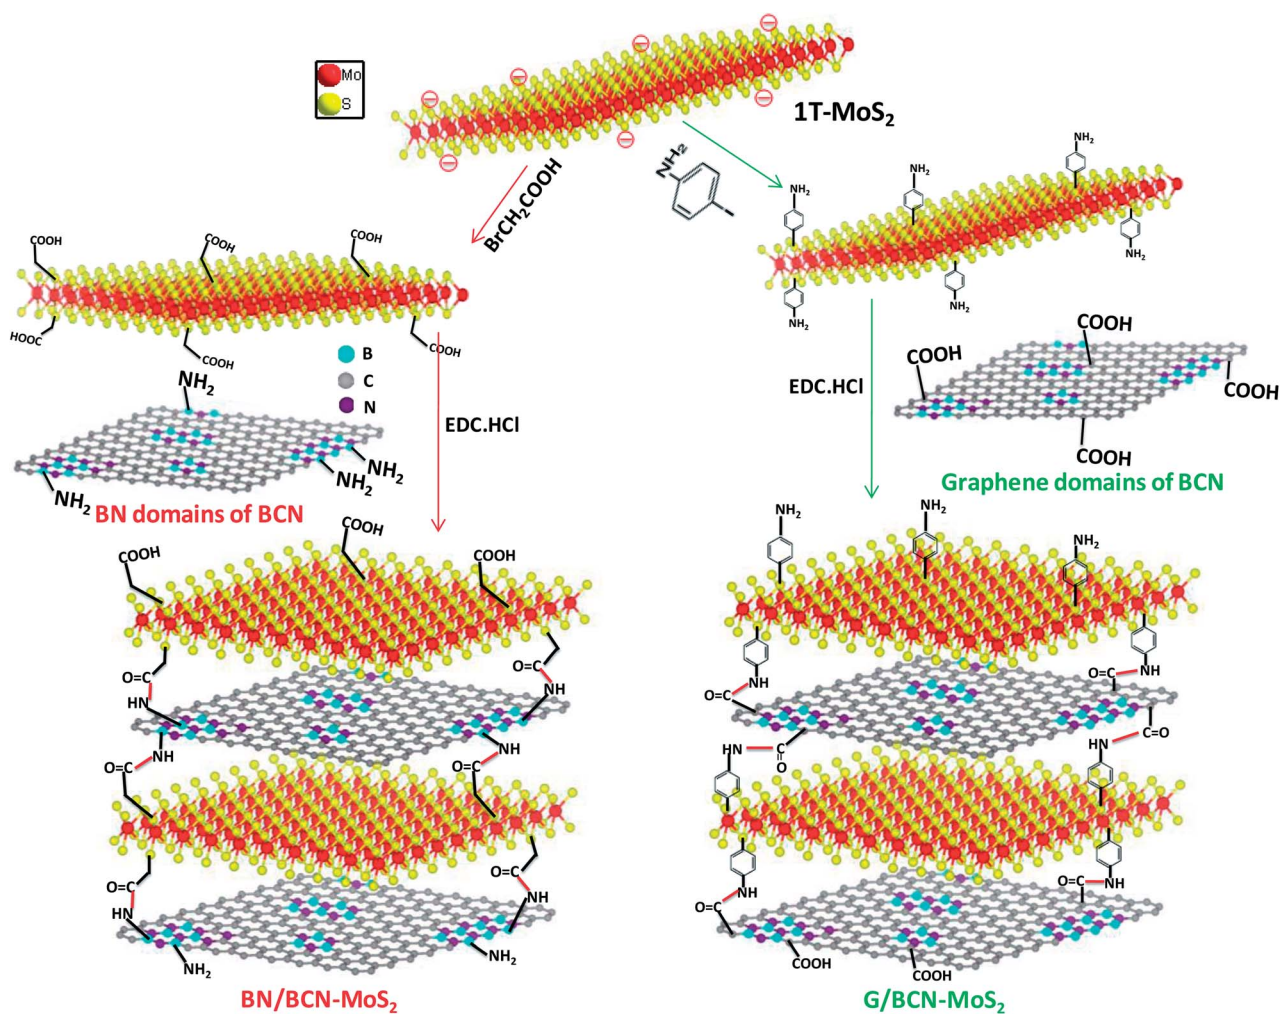 Mo
S
1T-MoS₂
BrCH₂COOH
NH₂
NH₂
NH₂
NH₂
NH₂
NH₂
NH₂
NH₂
COOH
COOH
COOH
HOOC
COOH
COOH
B
C
N
EDC.HCl
NH₂
NH₂
NH₂
NH₂
BN domains of BCN
EDC.HCl
COOH
COOH
COOH
COOH
Graphene domains of BCN
COOH
COOH
COOH
O=C
HN
O=C
NH
NH
O=C
NH
O=C
O=C
HN
O=C
NH
NH₂
NH₂
BN/BCN-MoS₂
NH₂
NH₂
NH₂
O=C
NH
O=C
NH
HN
C
O
HN
C=O
O=C
NH
O=C
NH
COOH
COOH
G/BCN-MoS₂